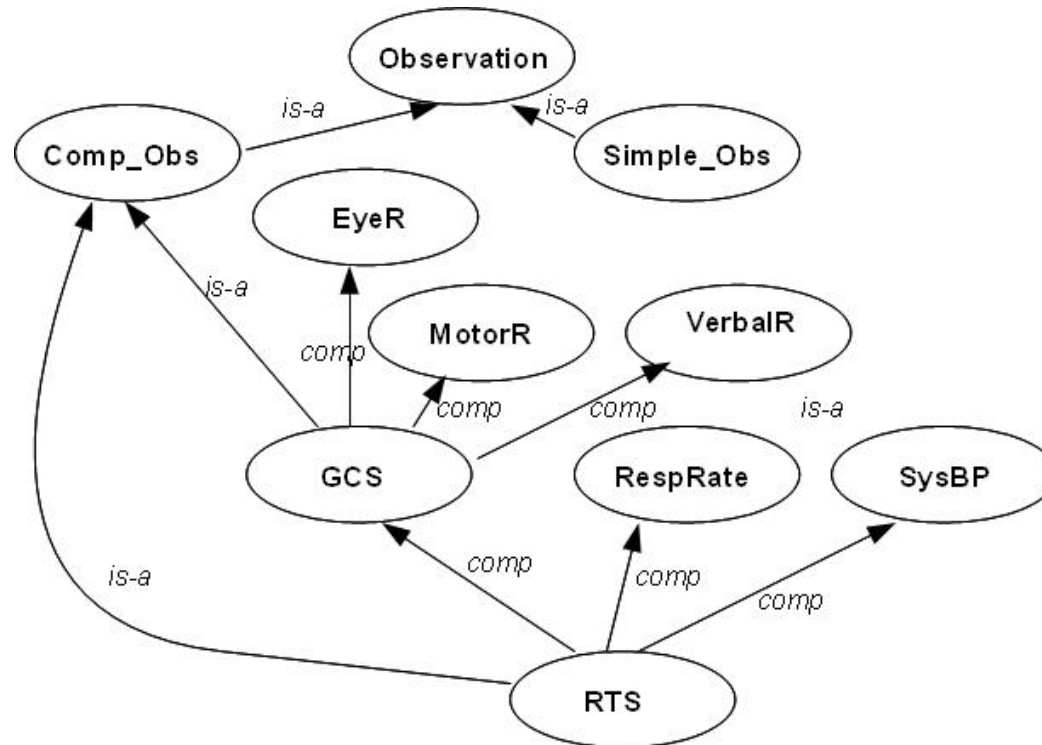 Observation
is-a
is-a
Comp_Obs
Simple_Obs
EyeR
is-a
MotorR
VerbalR
comp
comp
comp
is-a
GCS
RespRate
SysBP
comp
is-a
comp
comp
RTS